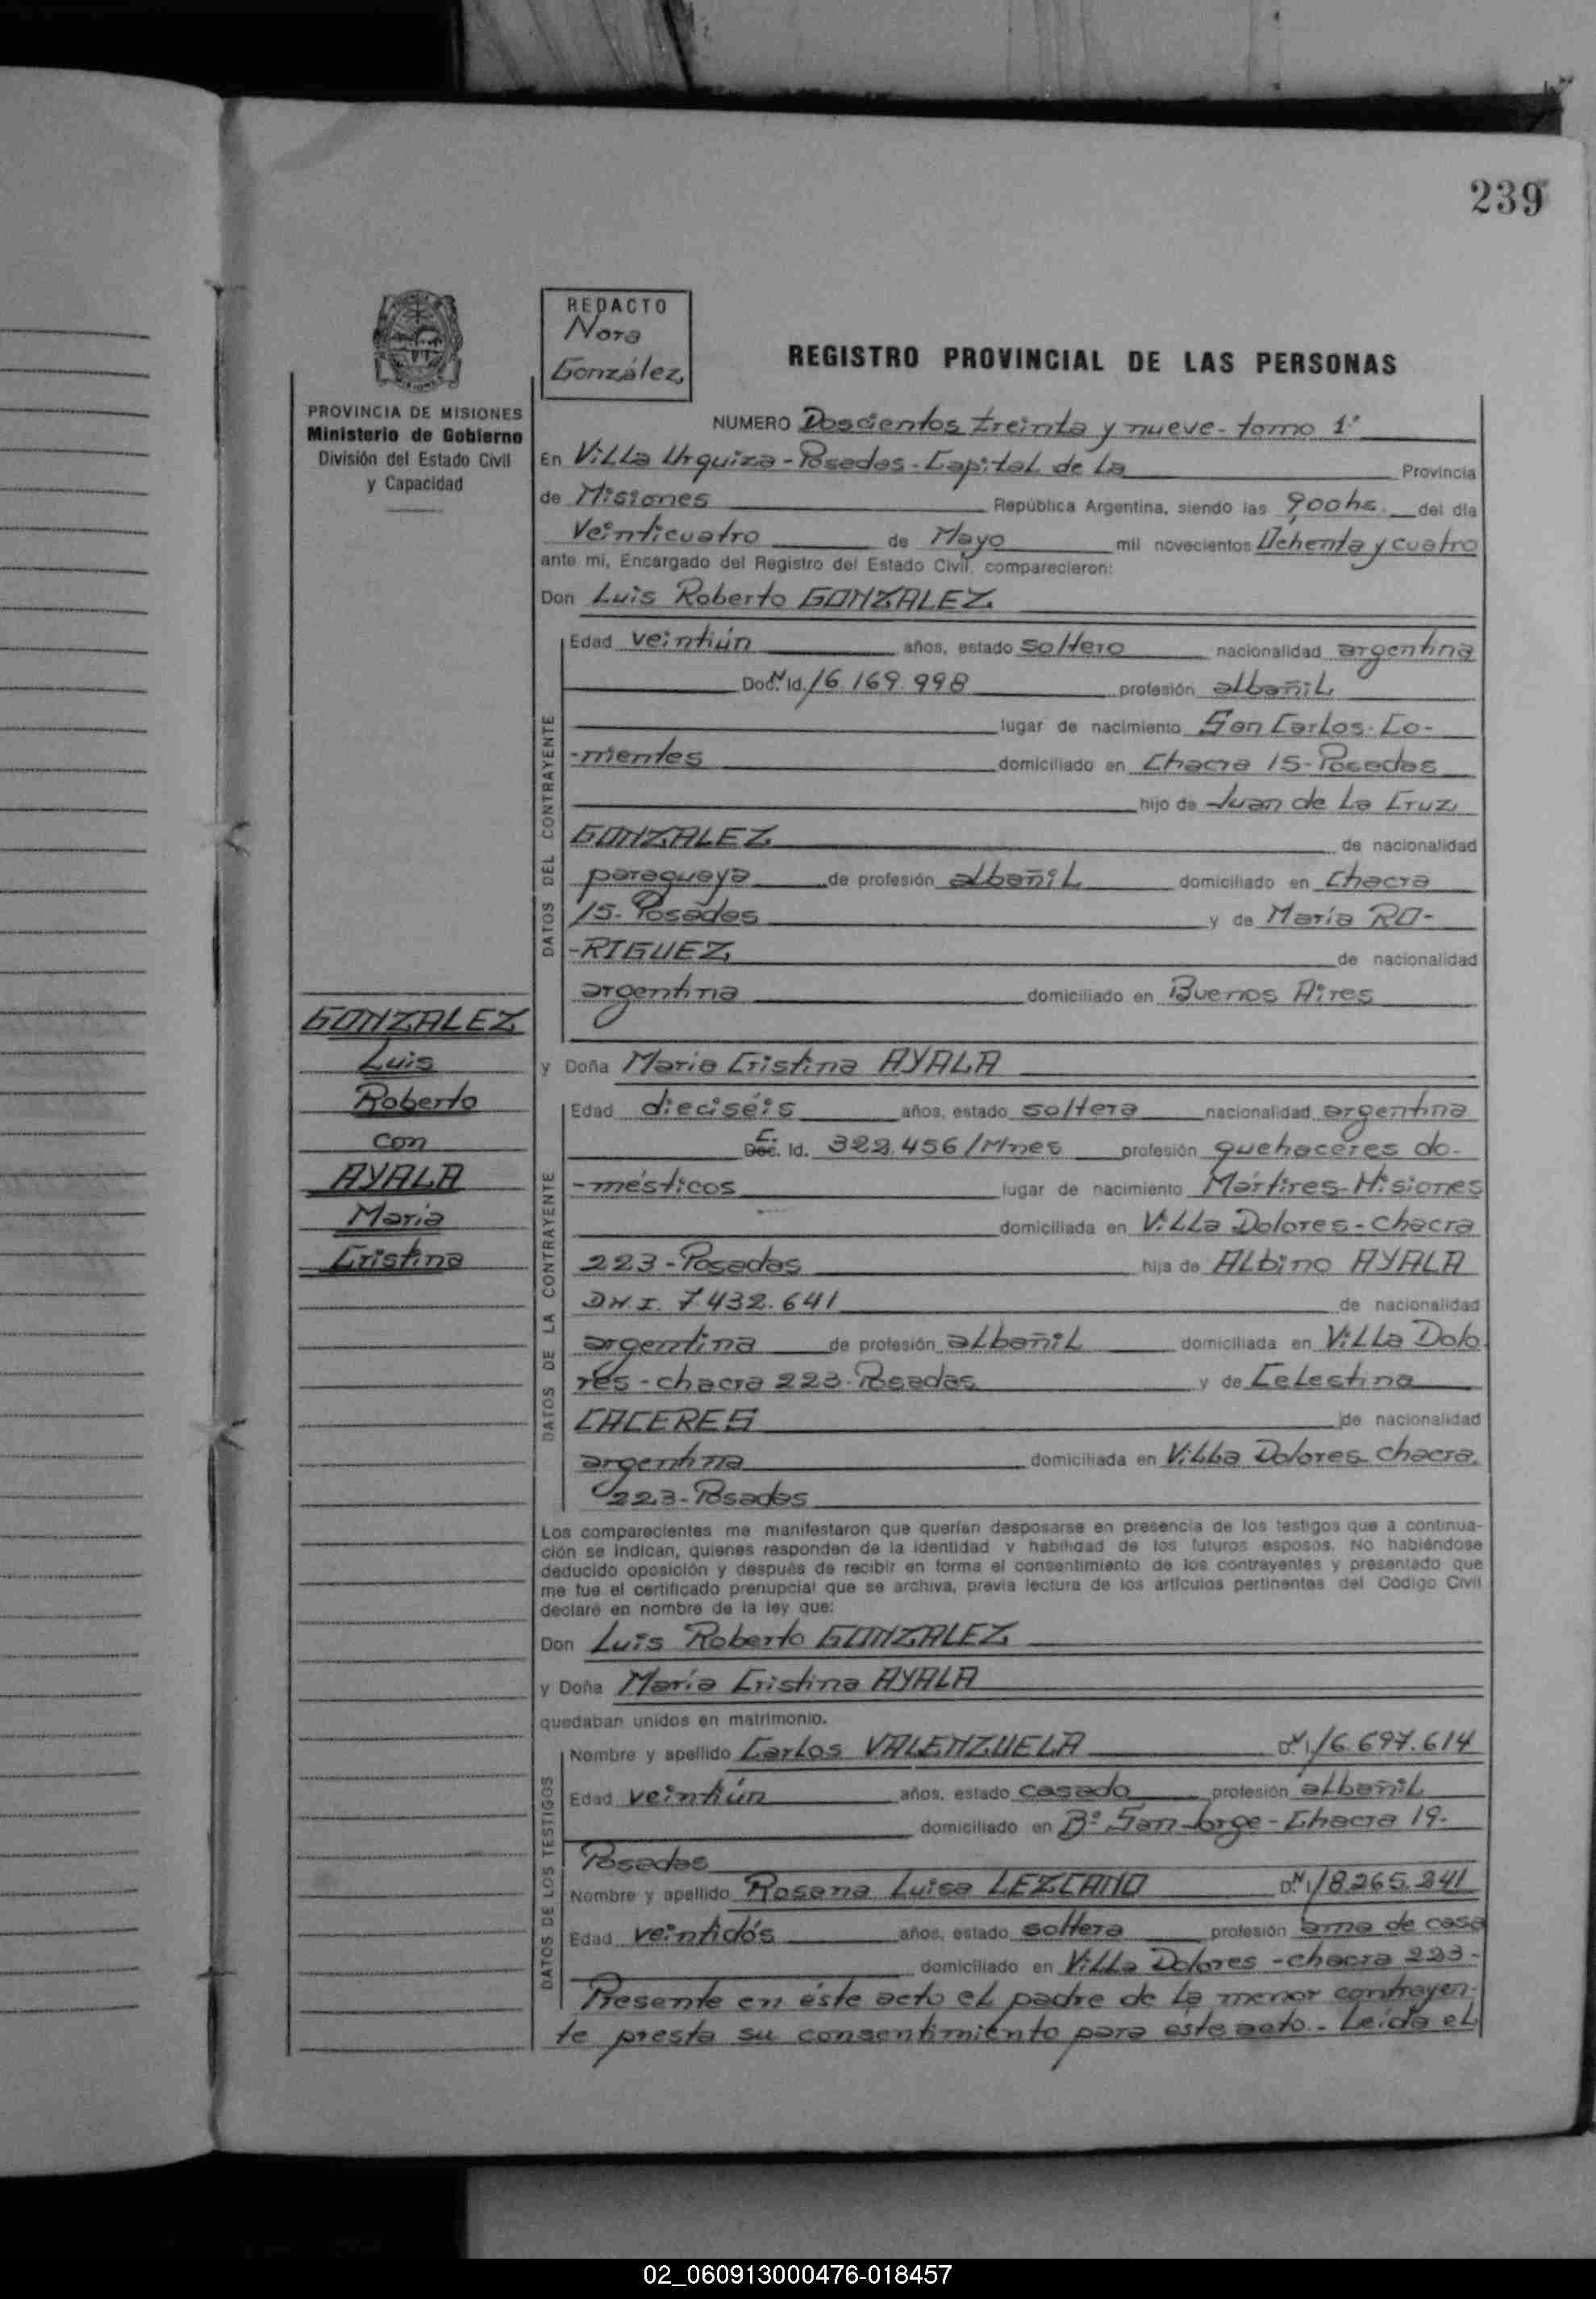 239
REDACTO
Nora
González
REGISTRO PROVINCIAL DE LAS PERSONAS
PROVINCIA DE MISIONES
Ministerio de Gobierno
División del Estado Civil
y Capacidad
NUMERO Doscientos treinta y nueve - tomo 1º
En Villa Urquiza - Posadas - Capital de la Provincia
de Misiones República Argentina, siendo las 900hs. del día
Veinticuatro de Mayo mil novecientos Ochenta y cuatro
ante mi, Encargado del Registro del Estado Civil, comparecieron:
Don Luis Roberto GONZALEZ
DATOS DEL CONTRAYENTE
Edad veintiún años, estado soltero nacionalidad argentina
Doc. Id. 16.169.998 profesión albañil
lugar de nacimiento San Carlos - Co-
-rrientes domiciliado en Chacra 15 - Posadas
hijo de Juan de la Cruz
GONZALEZ de nacionalidad
paraguaya de profesión albañil domiciliado en Chacra
15 - Posadas y de María RO-
-RIGUEZ de nacionalidad
argentina domiciliado en Buenos Aires
GONZALEZ
Luis
Roberto
con
AYALA
María
Cristina
y Doña María Cristina AYALA
DATOS DE LA CONTRAYENTE
Edad dieciséis años, estado soltera nacionalidad argentina
C. Id. 322.456/Mnes profesión quehaceres do-
-mésticos lugar de nacimiento Mártires - Misiones
domiciliada en Villa Dolores - chacra
223 - Posadas hija de Albino AYALA
D.N.I. 7.432.641 de nacionalidad
argentina de profesión albañil domiciliada en Villa Dolo
res - chacra 223 - Posadas y de Celestina
CACERES de nacionalidad
argentina domiciliada en Villa Dolores chacra
223 - Posadas
Los comparecientes me manifestaron que querían desposarse en presencia de los testigos que a continua-
ción se indican, quienes responden de la identidad y habilidad de los futuros esposos. No habiéndose
deducido oposición y después de recibir en forma el consentimiento de los contrayentes y presentado que
me fue el certificado prenupcial que se archiva, previa lectura de los artículos pertinentes del Código Civil
declaré en nombre de la ley que:
Don Luis Roberto GONZALEZ
y Doña María Cristina AYALA
quedaban unidos en matrimonio.
DATOS DE LOS TESTIGOS
Nombre y apellido Carlos VALENZUELA DNI 16.697.614
Edad veintiún años, estado casado profesión albañil
domiciliado en Bº San Jorge - Chacra 19 -
Posadas
Nombre y apellido Rosana Luisa LEZCANO DNI 18.265.241
Edad veintidós años, estado soltera profesión ama de casa
domiciliado en Villa Dolores - chacra 223 -
Presente en éste acto el padre de la menor contrayen-
te presta su consentimiento para este acto. - Leída el
02_060913000476-018457